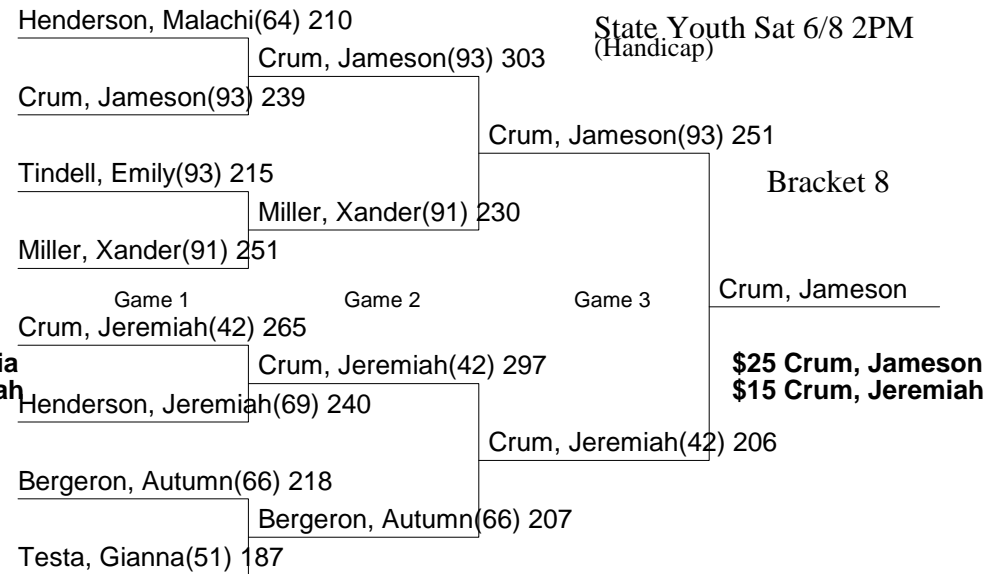 Henderson, Malachi(64) 210
State Youth Sat 6/8 2PM
(Handicap)
Crum, Jameson(93) 303
Crum, Jameson(93) 239
Crum, Jameson(93) 251
Tindell, Emily(93) 215
Bracket 8
Miller, Xander(91) 230
Miller, Xander(91) 251
Game 1
Game 2
Game 3
Crum, Jameson
Crum, Jeremiah(42) 265
ia
Crum, Jeremiah(42) 297
$25 Crum, Jameson
ah
$15 Crum, Jeremiah
Henderson, Jeremiah(69) 240
Crum, Jeremiah(42) 206
Bergeron, Autumn(66) 218
Bergeron, Autumn(66) 207
Testa, Gianna(51) 187